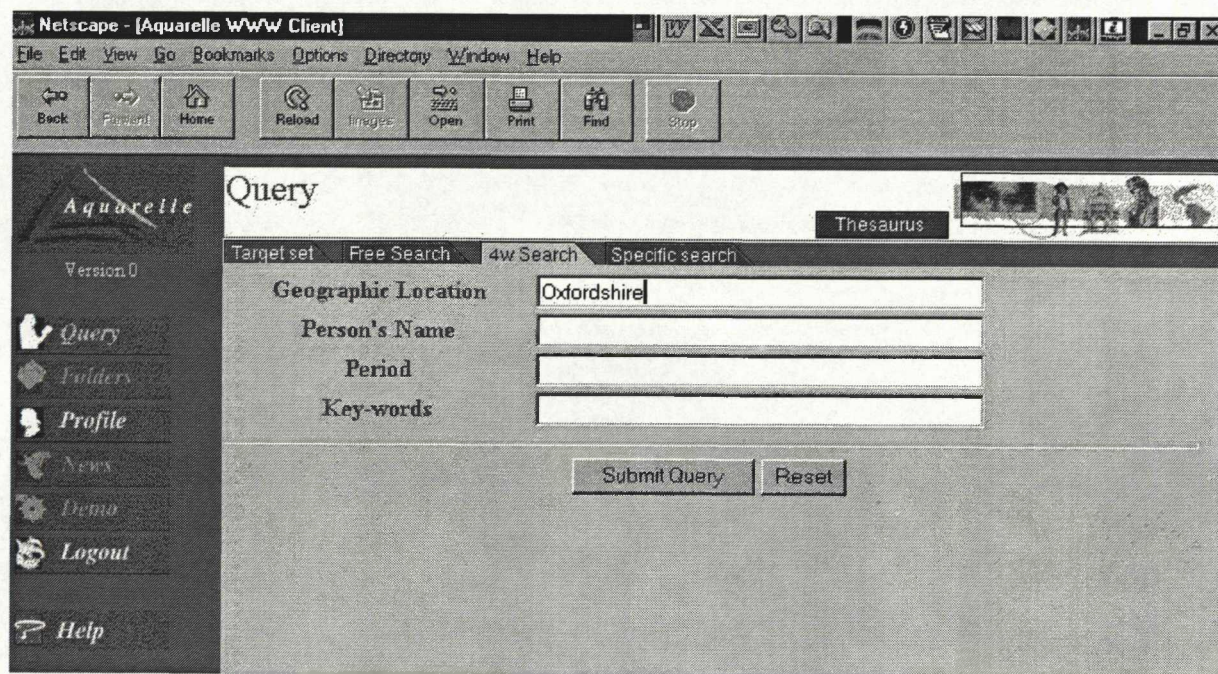 Netscape - [Aquarelle WWW Client]
File Edit View Go Bookmarks Options Directory Window Help
Back Forward Home Reload Images Open Print Find Stop
Aquarelle
Version 0
Query
Thesaurus
Target set Free Search 4w Search Specific search
Geographic Location Oxfordshire
Person's Name
Period
Key-words
Submit Query Reset
Query
Folders
Profile
News
Demo
Logout
Help